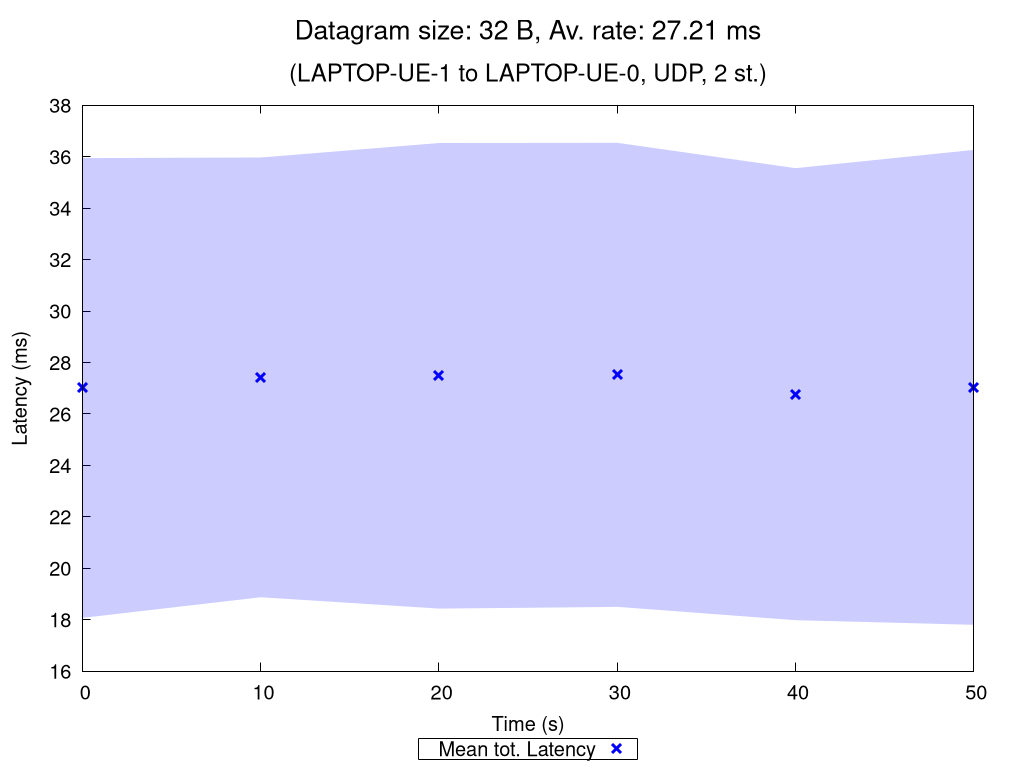 Datagram size: 32 B, Av. rate: 27.21 ms
(LAPTOP-UE-1 to LAPTOP-UE-0, UDP, 2 st.)
38
36
34
32
30
28
26
24
22
20
18
16
Latency (ms)
0 10 20 30 40 50
Time (s)
Mean tot. Latency